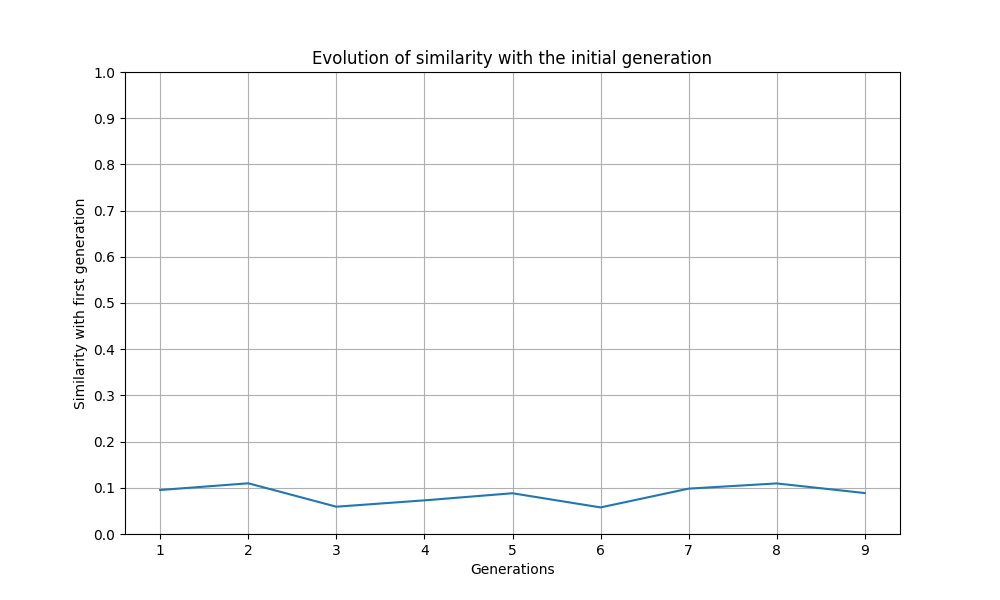 Evolution of similarity with the initial generation
1.0
0.9
0.8
0.7
0.6
0.5
0.4
0.3
0.2
0.1
0.0
Similarity with first generation
1 2 3 4 5 6 7 8 9
Generations